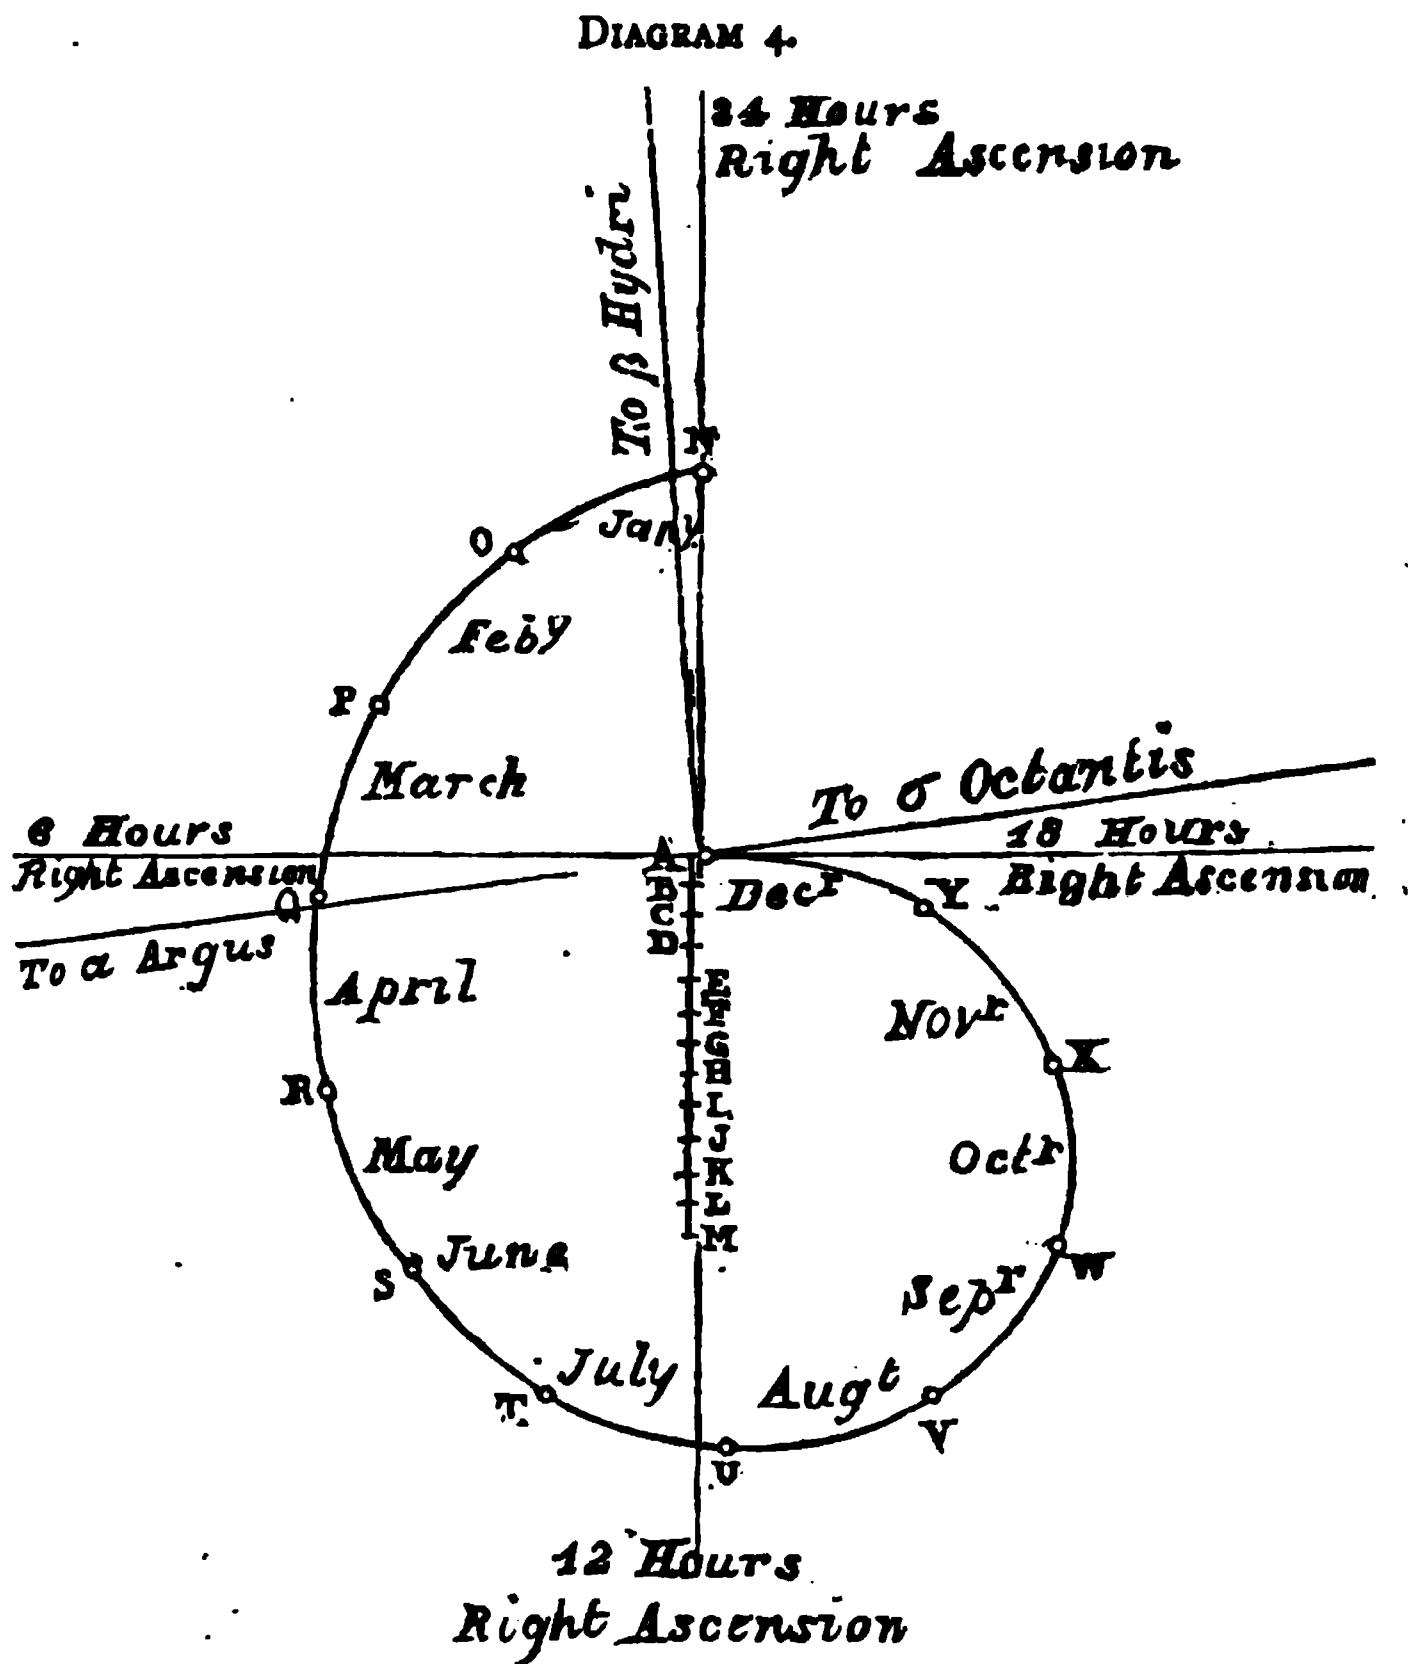 DIAGRAM 4.
24 Hours
Right Ascension
To β Hydri
N
O
Jany
Feby
P
March
To σ Octantis
6 Hours
Right Ascension
18 Hours
Right Ascension
A
B
C
D
Decr
Y
Q
To α Argus
E
F
G
H
I
J
K
L
M
April
Novr
X
R
May
Octr
S
June
W
Sepr
T
July
Augt
V
U
12 Hours
Right Ascension